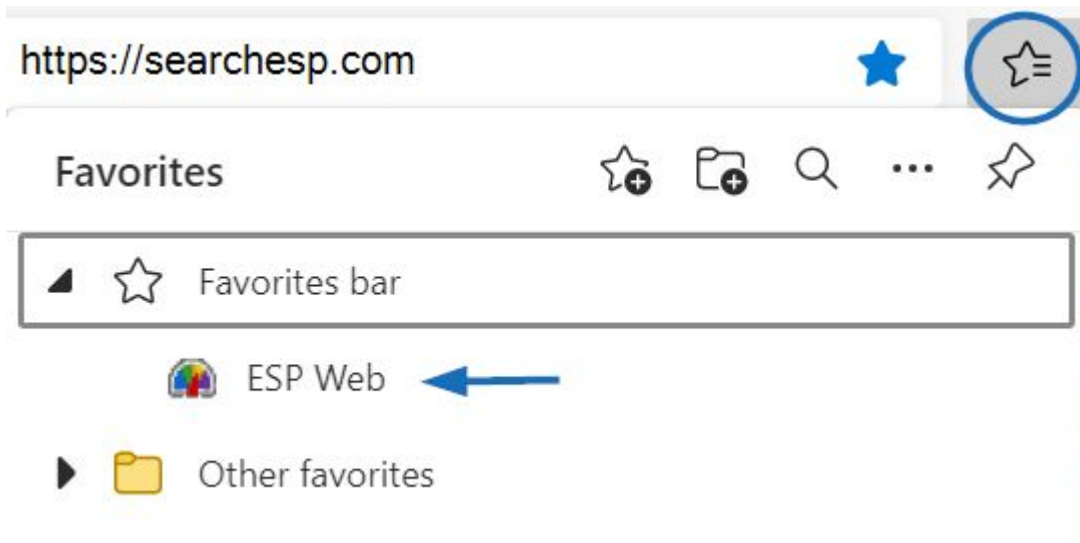 https://searchesp.com
Favorites
Favorites bar
ESP Web
Other favorites